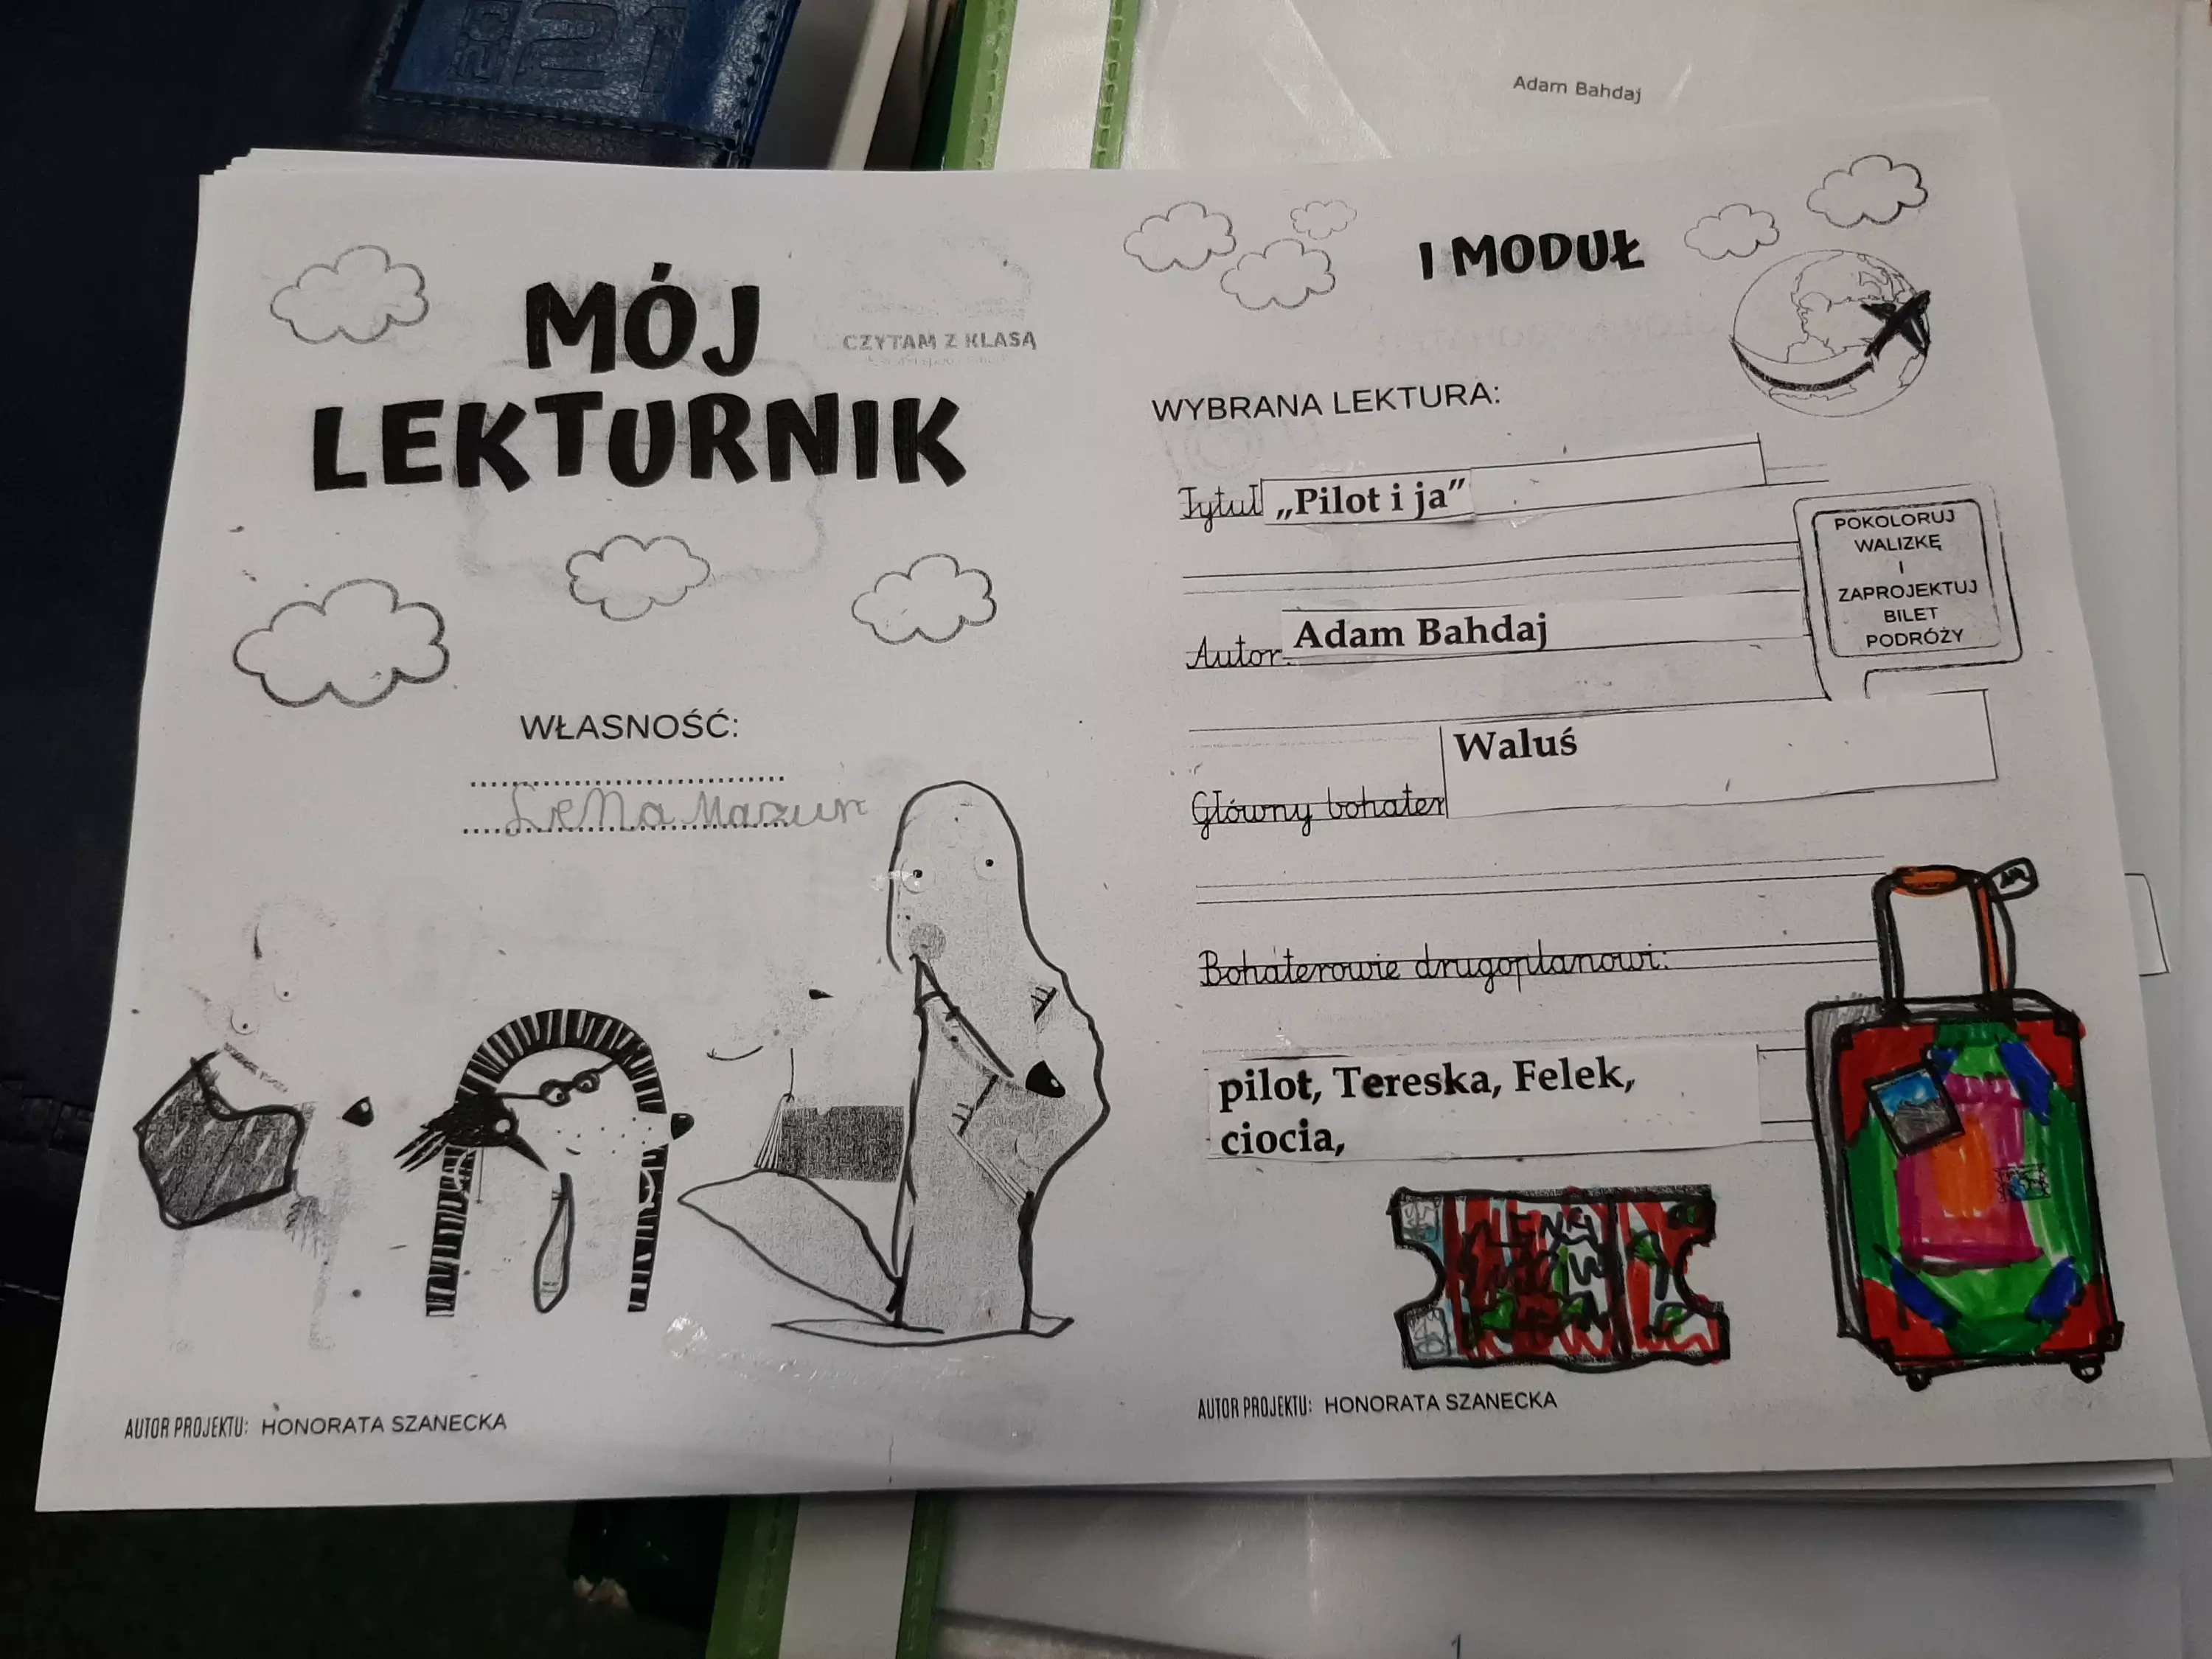 2021
Adam Bahdaj
MÓJ
LEKTURNIK
CZYTAM Z KLASĄ
WŁASNOŚĆ:
Lena Mazur
AUTOR PROJEKTU: HONORATA SZANECKA
I MODUŁ
WYBRANA LEKTURA:
Tytuł „Pilot i ja”
POKOLORUJ
WALIZKĘ
I
ZAPROJEKTUJ
BILET
PODRÓŻY
Autor: Adam Bahdaj
Waluś
Główny bohater
Bohaterowie drugoplanowi:
pilot, Tereska, Felek,
ciocia,
AUTOR PROJEKTU: HONORATA SZANECKA